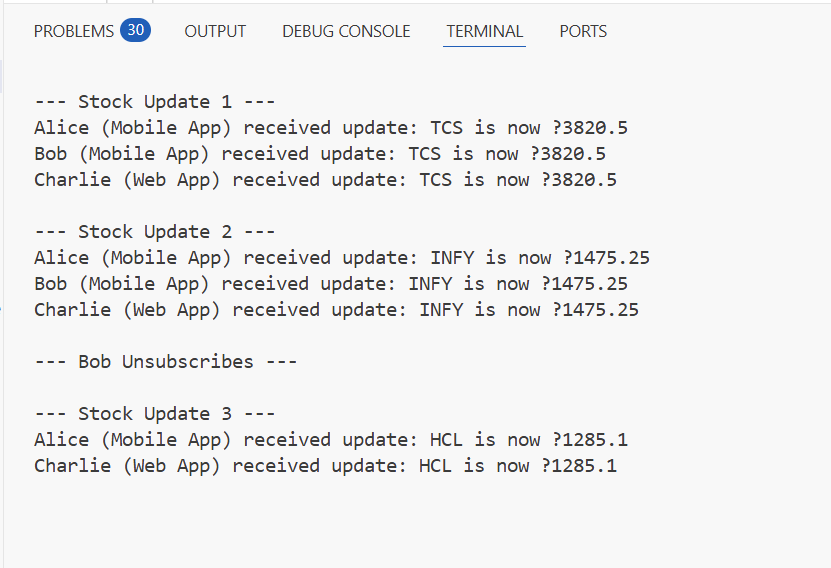 PROBLEMS 30 OUTPUT DEBUG CONSOLE TERMINAL PORTS
--- Stock Update 1 ---
Alice (Mobile App) received update: TCS is now ?3820.5
Bob (Mobile App) received update: TCS is now ?3820.5
Charlie (Web App) received update: TCS is now ?3820.5
--- Stock Update 2 ---
Alice (Mobile App) received update: INFY is now ?1475.25
Bob (Mobile App) received update: INFY is now ?1475.25
Charlie (Web App) received update: INFY is now ?1475.25
--- Bob Unsubscribes ---
--- Stock Update 3 ---
Alice (Mobile App) received update: HCL is now ?1285.1
Charlie (Web App) received update: HCL is now ?1285.1